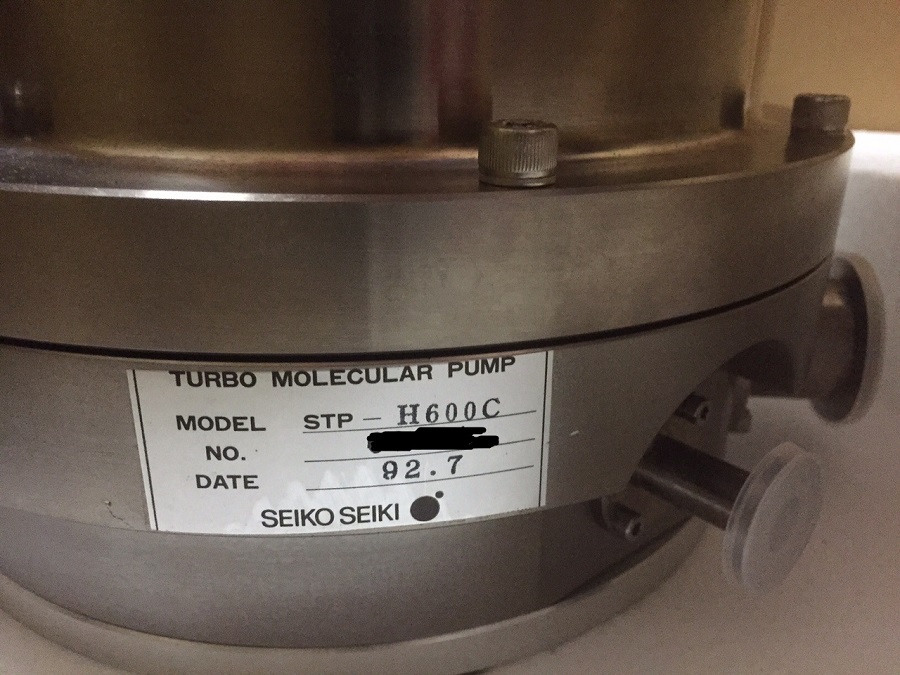 TURBO MOLECULAR PUMP
MODEL STP - H600C
NO.
DATE 92.7
SEIKO SEIKI